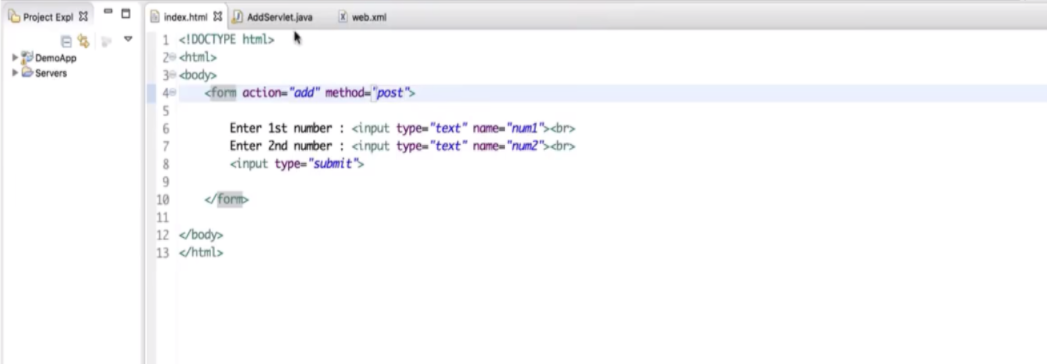 Project Expl
index.html
AddServlet.java
web.xml
DemoApp
Servers
1 <!DOCTYPE html>
2 <html>
3 <body>
4 <form action="add" method="post">
5
6 Enter 1st number : <input type="text" name="num1"><br>
7 Enter 2nd number : <input type="text" name="num2"><br>
8 <input type="submit">
9
10 </form>
11
12 </body>
13 </html>